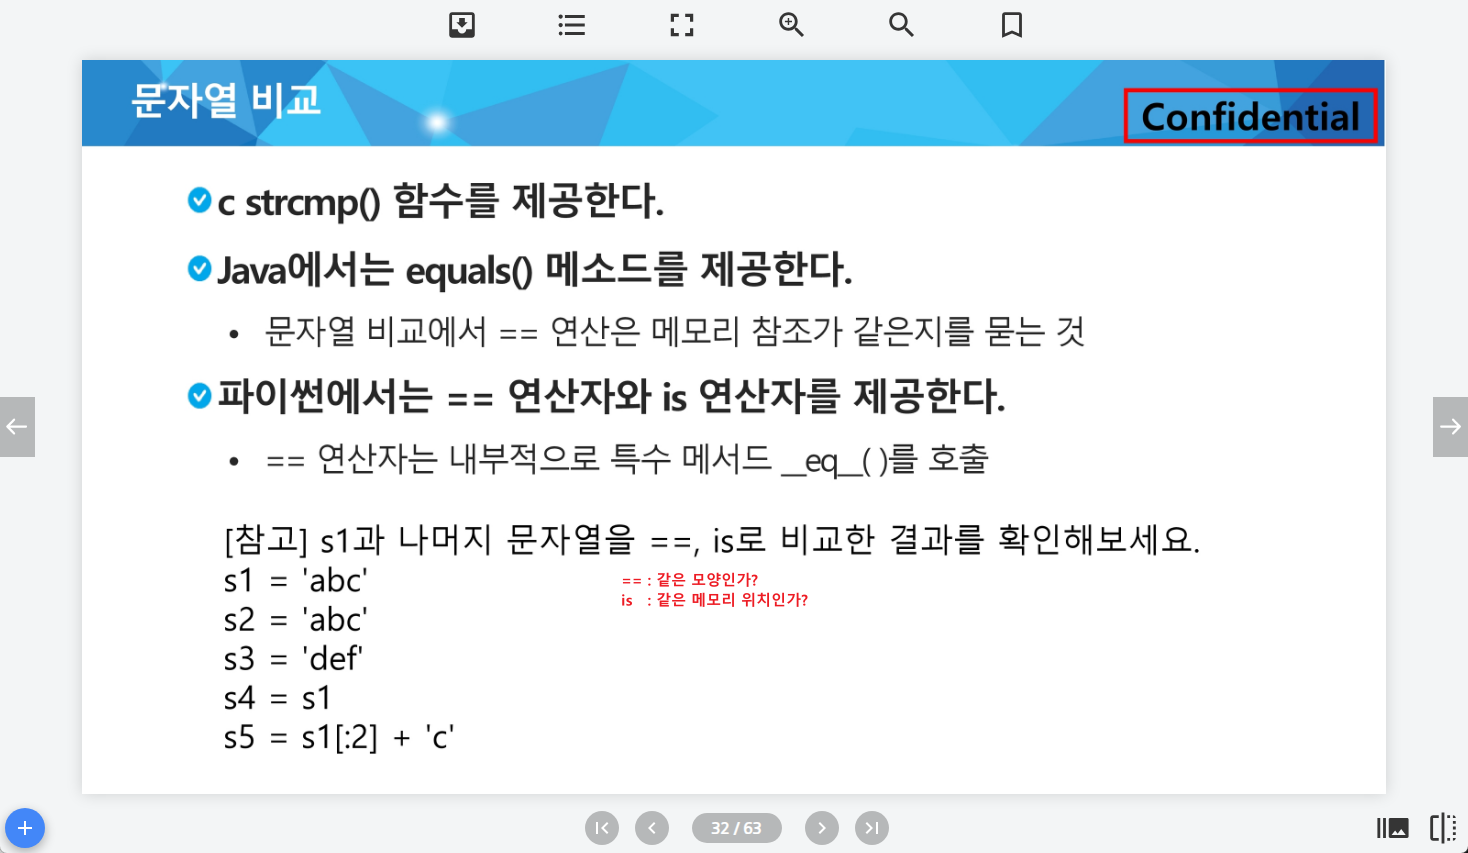 문자열 비교
Confidential
c strcmp() 함수를 제공한다.
Java에서는 equals() 메소드를 제공한다.
• 문자열 비교에서 == 연산은 메모리 참조가 같은지를 묻는 것
파이썬에서는 == 연산자와 is 연산자를 제공한다.
• == 연산자는 내부적으로 특수 메서드 __eq__( )를 호출
[참고] s1과 나머지 문자열을 ==, is로 비교한 결과를 확인해보세요.
s1 = 'abc'
== : 같은 모양인가?
is : 같은 메모리 위치인가?
s2 = 'abc'
s3 = 'def'
s4 = s1
s5 = s1[:2] + 'c'
32 / 63